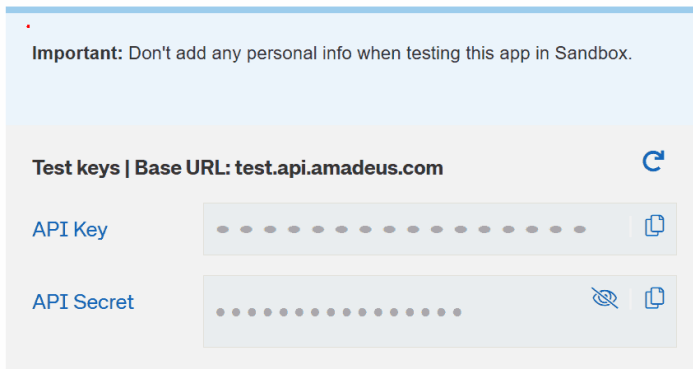 Important: Don't add any personal info when testing this app in Sandbox.
Test keys | Base URL: test.api.amadeus.com
API Key
API Secret